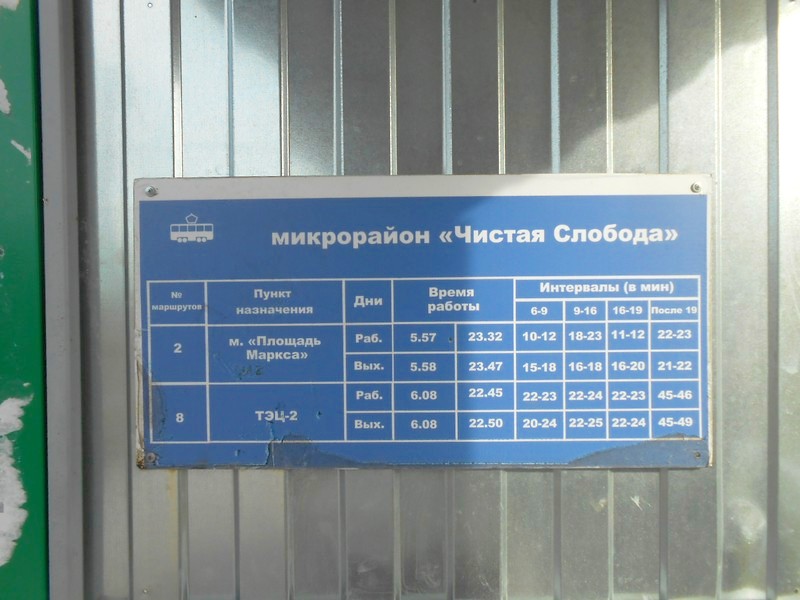 микрорайон «Чистая Слобода»
№ маршрутов Пункт назначения Дни Время работы Интервалы (в мин)
6-9 9-16 16-19 После 19
2 м. «Площадь Маркса» Раб. 5.57 23.32 10-12 18-23 11-12 22-23
Вых. 5.58 23.47 15-18 16-18 16-20 21-22
8 ТЭЦ-2 Раб. 6.08 22.45 22-23 22-24 22-23 45-46
Вых. 6.08 22.50 20-24 22-25 22-24 45-49